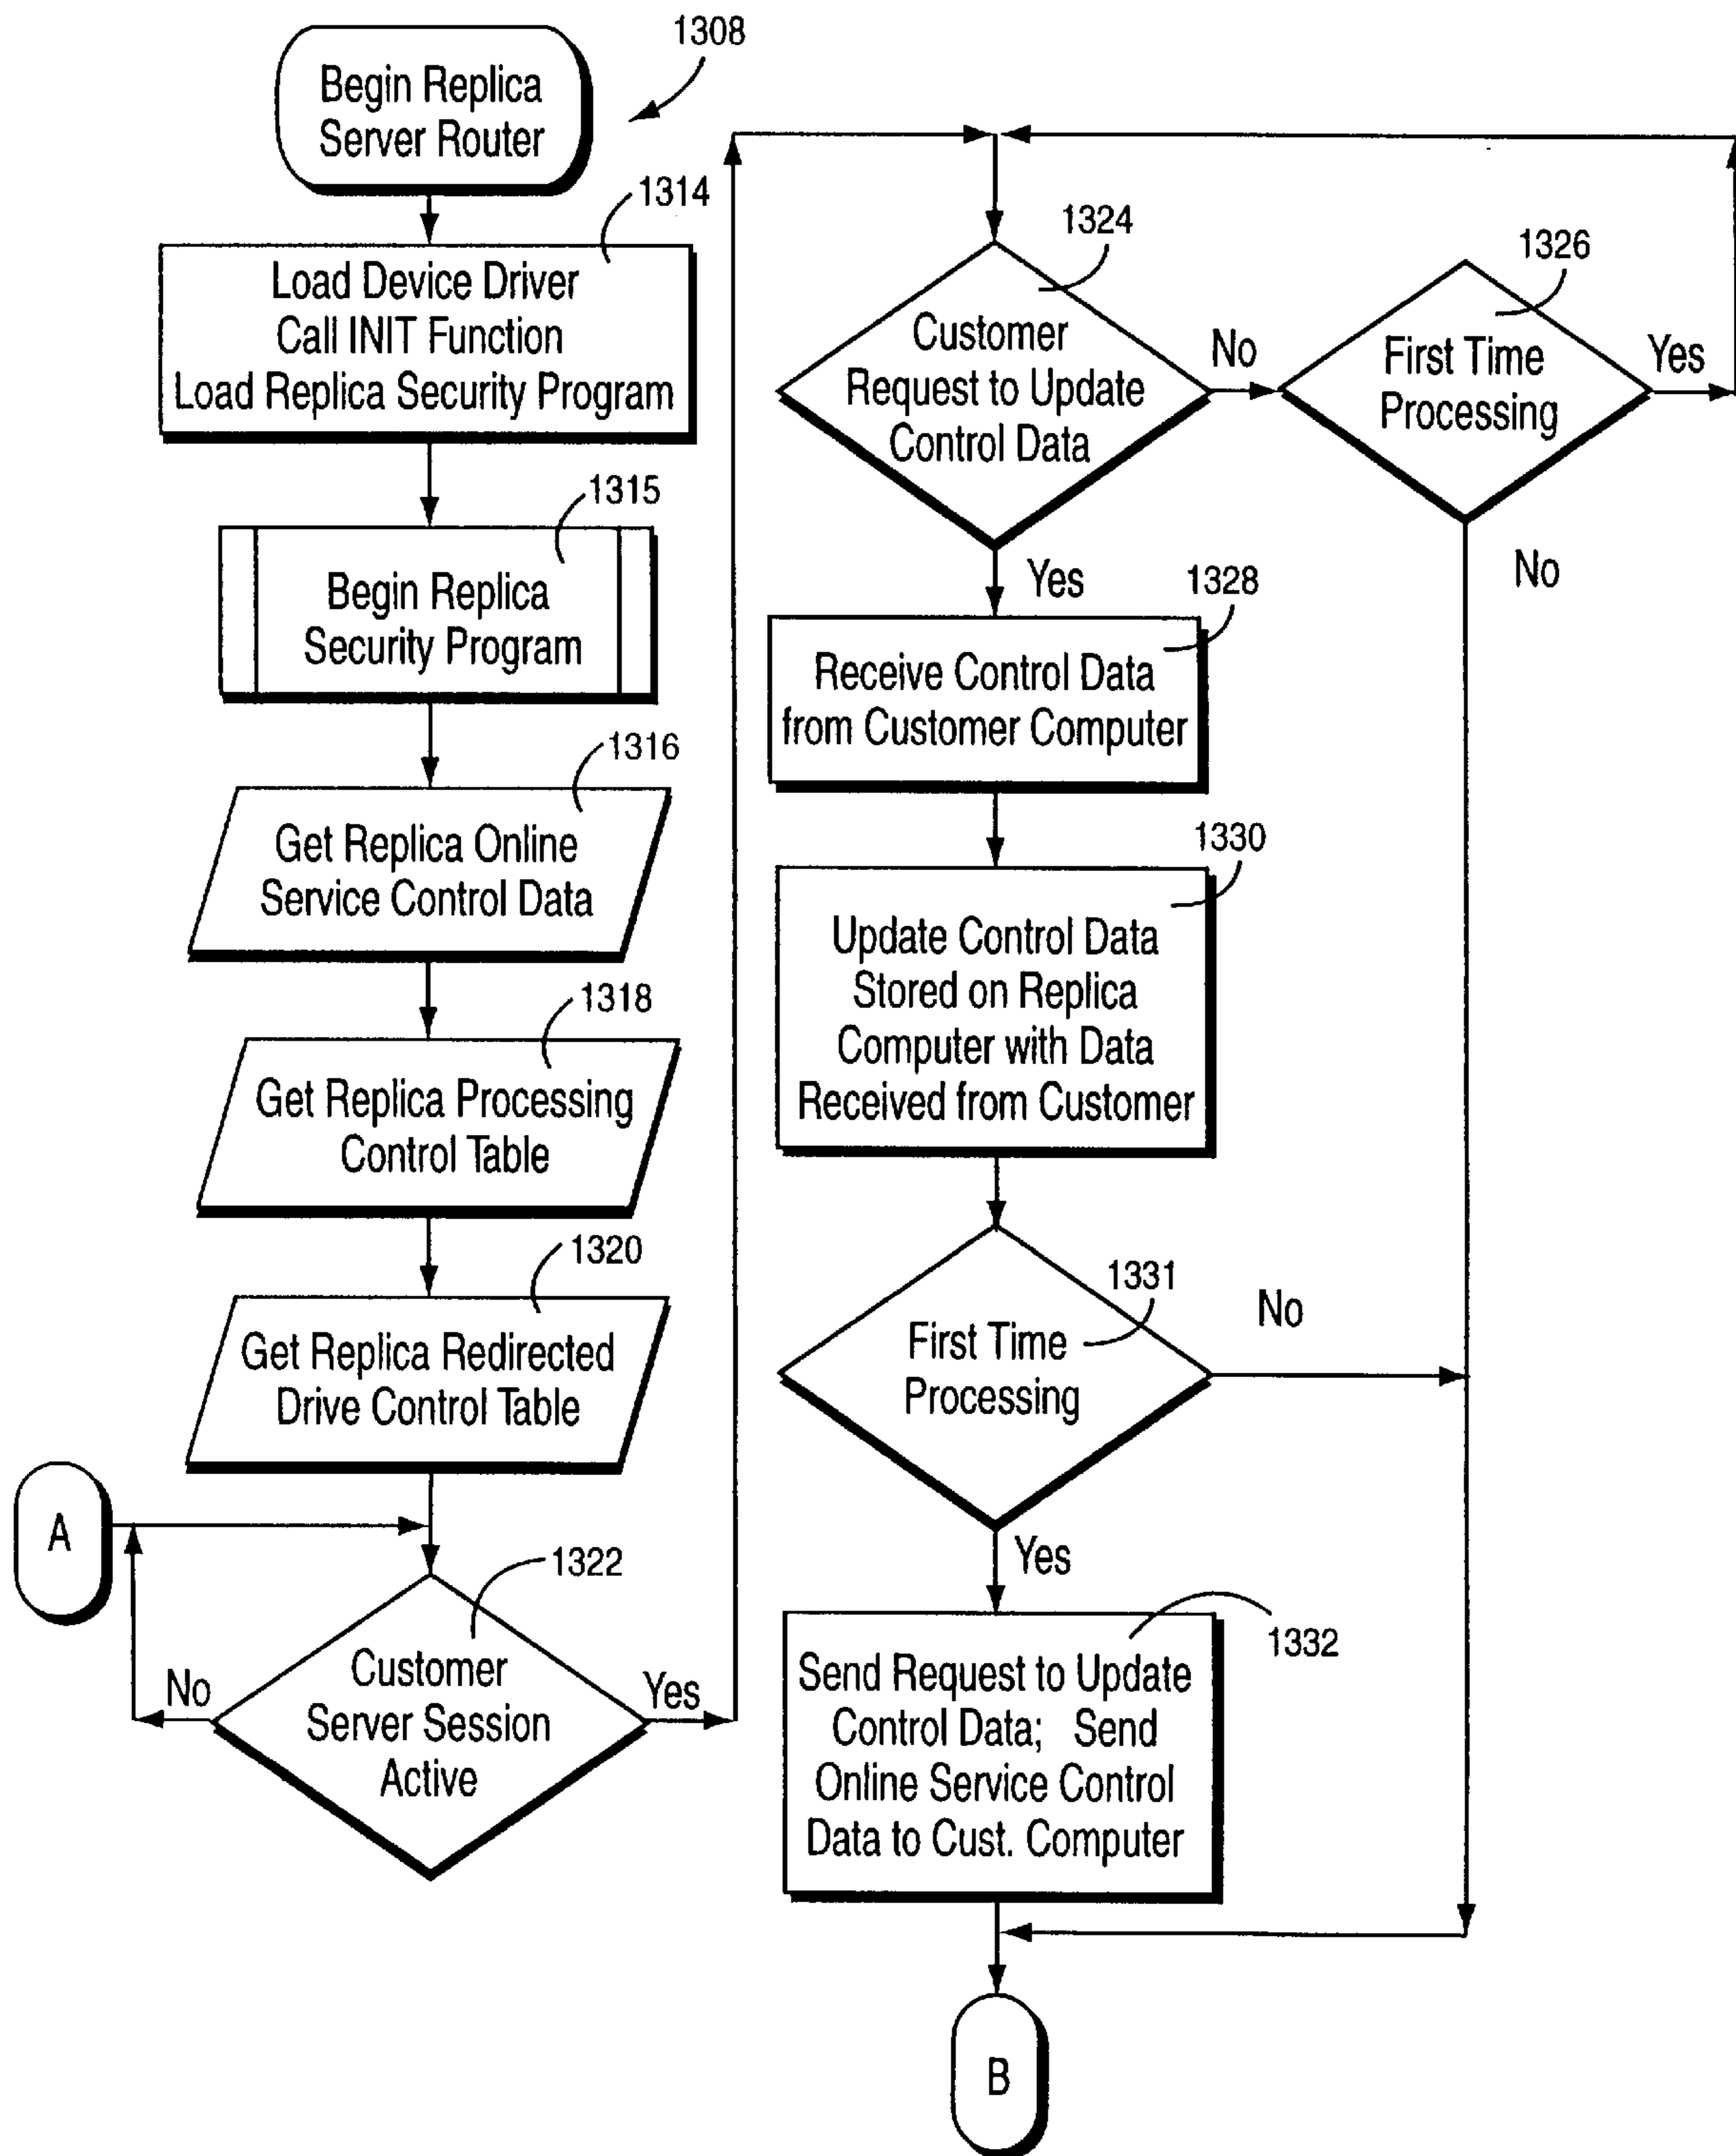 Begin Replica
Server Router
1308
1314
Load Device Driver
Call INIT Function
Load Replica Security Program
1315
Begin Replica
Security Program
1316
Get Replica Online
Service Control Data
1318
Get Replica Processing
Control Table
1320
Get Replica Redirected
Drive Control Table
A
1322
Customer
Server Session
Active
No
Yes
1324
Customer
Request to Update
Control Data
No
Yes
1326
First Time
Processing
Yes
No
1328
Receive Control Data
from Customer Computer
1330
Update Control Data
Stored on Replica
Computer with Data
Received from Customer
1331
First Time
Processing
No
Yes
1332
Send Request to Update
Control Data; Send
Online Service Control
Data to Cust. Computer
B